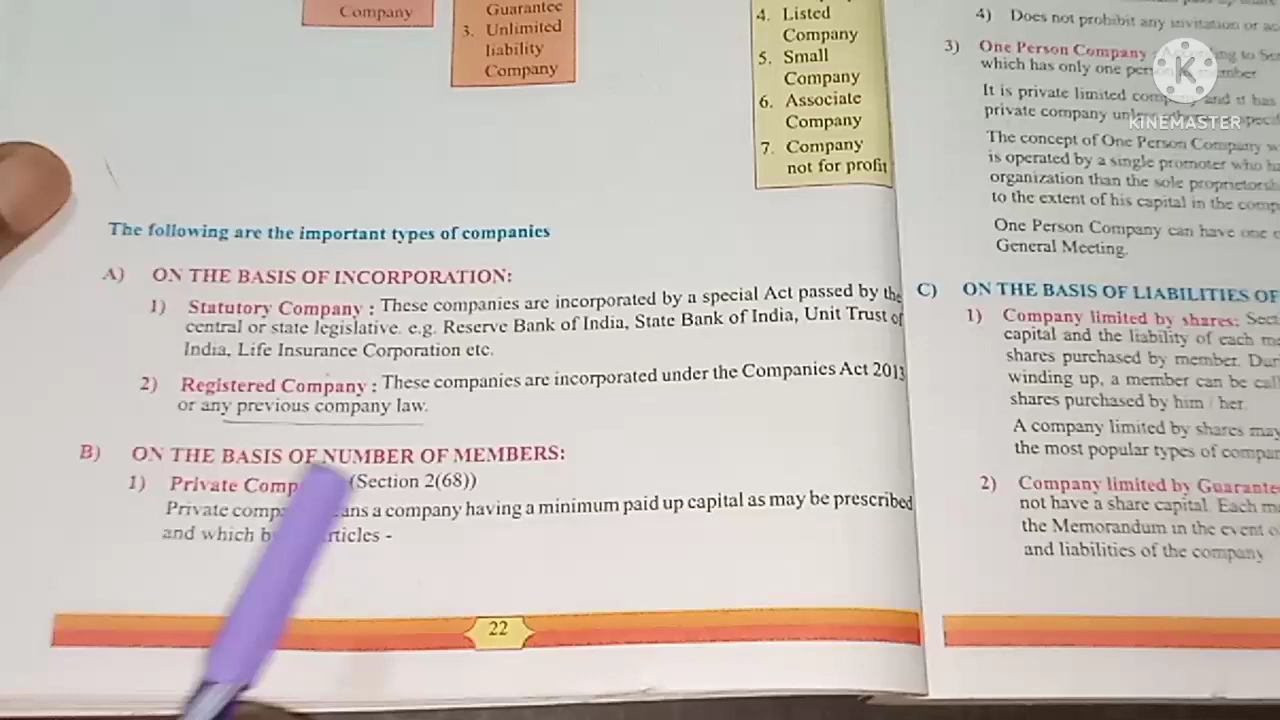 Company
Guarantee
3. Unlimited
liability
Company
4. Listed
Company
5. Small
Company
6. Associate
Company
7. Company
not for profit
The following are the important types of companies
A) ON THE BASIS OF INCORPORATION:
1) Statutory Company : These companies are incorporated by a special Act passed by the
central or state legislative. e.g. Reserve Bank of India, State Bank of India, Unit Trust of
India, Life Insurance Corporation etc.
2) Registered Company : These companies are incorporated under the Companies Act 2013
or any previous company law.
B) ON THE BASIS OF NUMBER OF MEMBERS:
1) Private (Section 2(68))
Private a company having a minimum paid up capital as may be prescribed
and which
22
4) Does not prohibit any invitation or
3) One Person Company to
which has only one
It is private limited and it has
private company
The concept of One Person Company
is operated by a single promoter who
organization than the sole
to the extent of his capital in the
One Person Company can have one
General Meeting.
C) ON THE BASIS OF LIABILITIES OF
1) Company limited by shares:
capital and the liability of each
shares purchased by member.
winding up, a member can be
shares purchased by him / her
A company limited by shares may
the most popular types of
2) Company limited by
not have a share capital. Each
the Memorandum in the event
and liabilities of the company
K
KINEMASTER